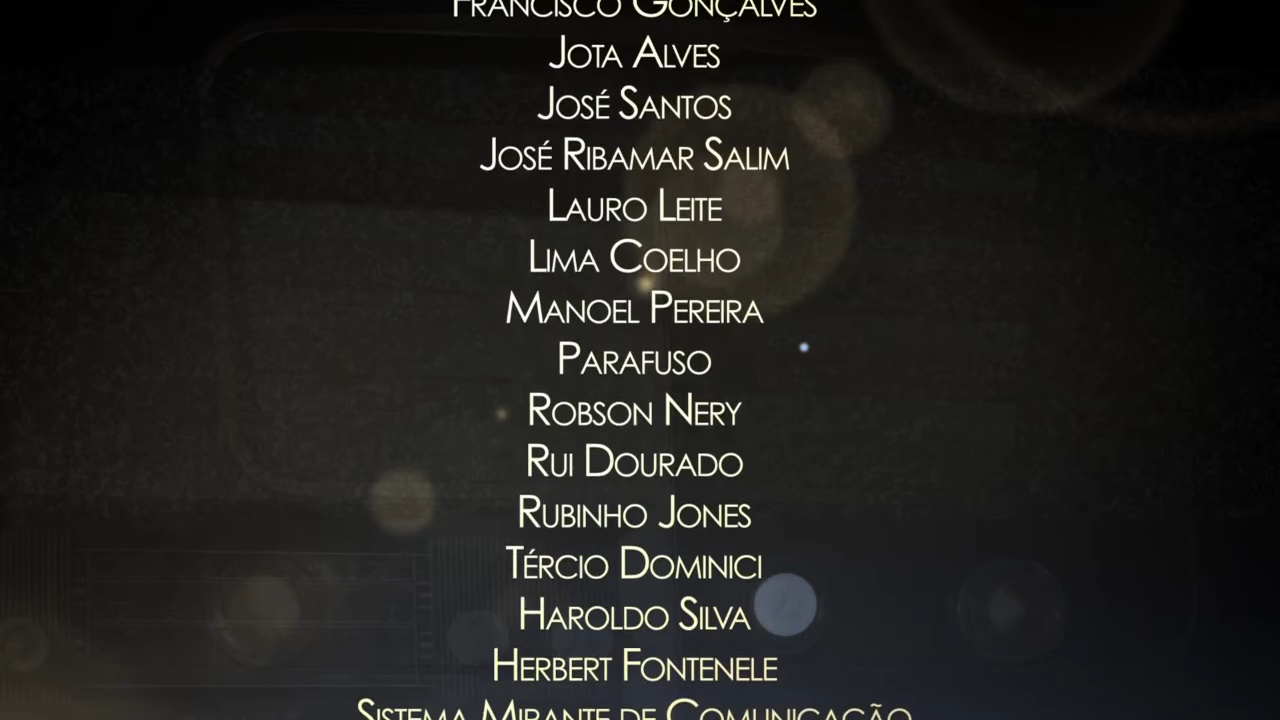 Francisco Gonçalves
Jota Alves
José Santos
José Ribamar Salim
Lauro Leite
Lima Coelho
Manoel Pereira
Parafuso
Robson Nery
Rui Dourado
Rubinho Jones
Tércio Dominici
Haroldo Silva
Herbert Fontenele
Sistema Mirante de Comunicação